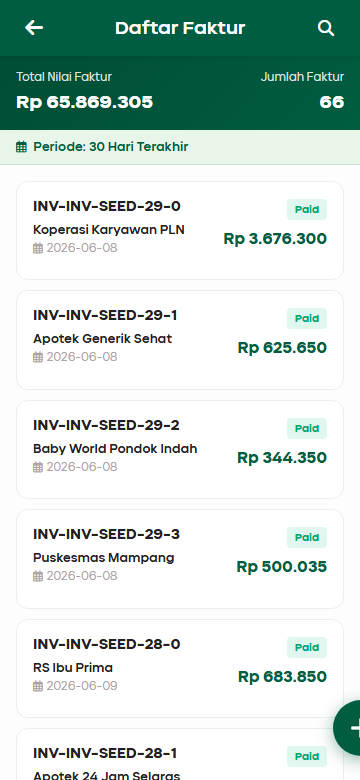 Daftar Faktur
Total Nilai Faktur
Jumlah Faktur
Rp 65.869.305
66
Periode: 30 Hari Terakhir
INV-INV-SEED-29-0
Paid
Koperasi Karyawan PLN
Rp 3.676.300
2026-06-08
INV-INV-SEED-29-1
Paid
Apotek Generik Sehat
Rp 625.650
2026-06-08
INV-INV-SEED-29-2
Paid
Baby World Pondok Indah
Rp 344.350
2026-06-08
INV-INV-SEED-29-3
Paid
Puskesmas Mampang
Rp 500.035
2026-06-08
INV-INV-SEED-28-0
Paid
RS Ibu Prima
Rp 683.850
2026-06-09
INV-INV-SEED-28-1
Paid
Apotek 24 Jam Selaras